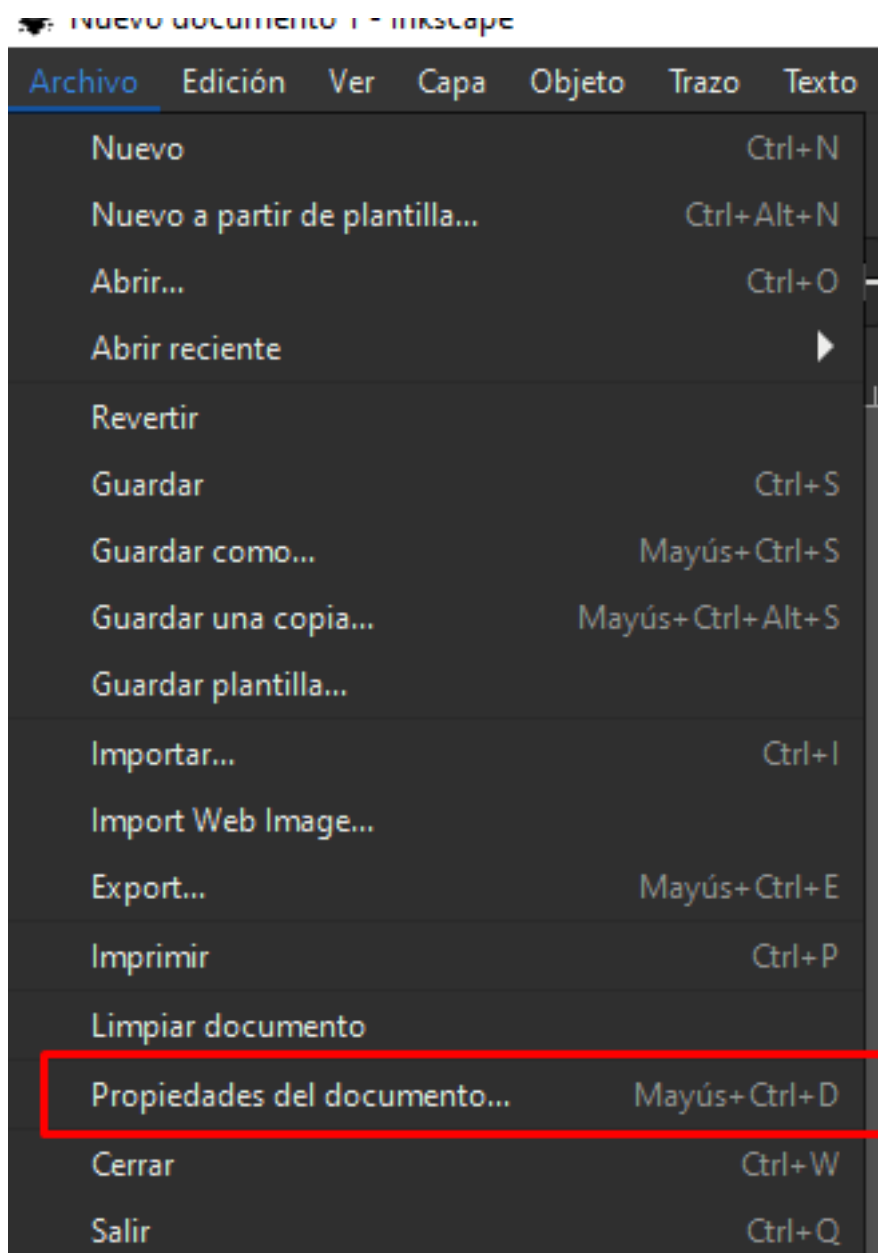 Nuevo documento 1 - Inkscape
Archivo Edición Ver Capa Objeto Trazo Texto
Nuevo Ctrl+N
Nuevo a partir de plantilla... Ctrl+Alt+N
Abrir... Ctrl+O
Abrir reciente
Revertir
Guardar Ctrl+S
Guardar como... Mayús+Ctrl+S
Guardar una copia... Mayús+Ctrl+Alt+S
Guardar plantilla...
Importar... Ctrl+I
Import Web Image...
Export... Mayús+Ctrl+E
Imprimir Ctrl+P
Limpiar documento
Propiedades del documento... Mayús+Ctrl+D
Cerrar Ctrl+W
Salir Ctrl+Q